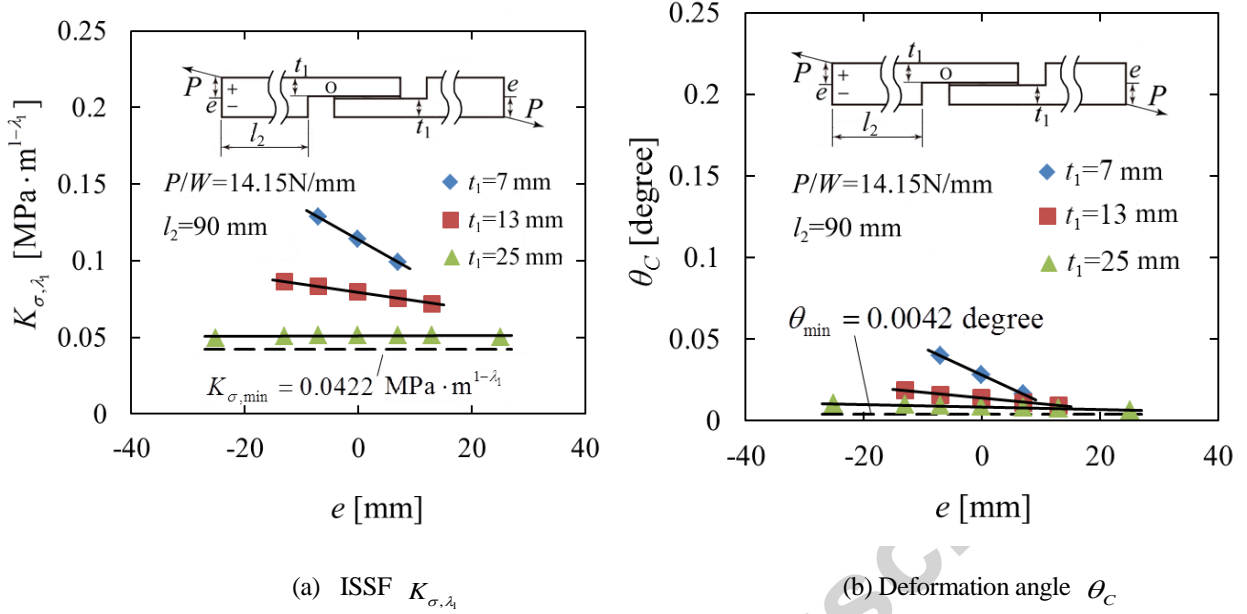 0.25
0.2
0.15
0.1
0.05
0
-40
-20
0
20
40
K_{σ,λ₁} [MPa·m^{1-λ₁}]
e [mm]
P
+
−
e
t₁
O
l₂
t₁
e
P
P/W=14.15N/mm
l₂=90 mm
t₁=7 mm
t₁=13 mm
t₁=25 mm
K_{σ,min} = 0.0422 MPa·m^{1-λ₁}
(a) ISSF K_{σ,λ₁}
0.25
0.2
0.15
0.1
0.05
0
-40
-20
0
20
40
θ_C [degree]
e [mm]
P
+
−
e
t₁
O
l₂
t₁
e
P
P/W=14.15N/mm
l₂=90 mm
t₁=7 mm
t₁=13 mm
t₁=25 mm
θ_min = 0.0042 degree
(b) Deformation angle θ_C